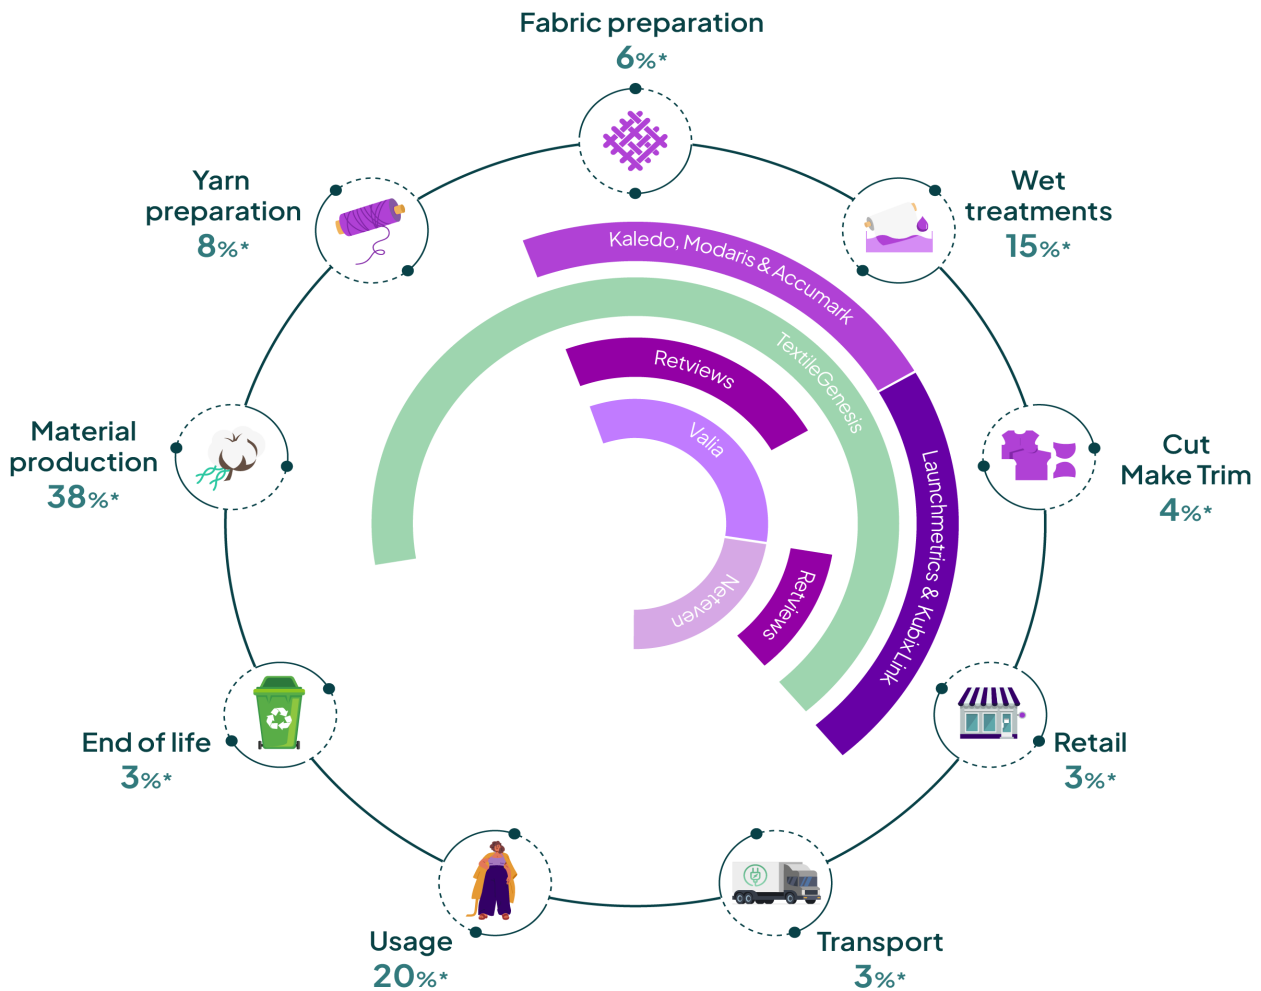 Fabric preparation
6%*
Wet
treatments
15%*
Cut
Make Trim
4%*
Retail
3%*
Transport
3%*
Usage
20%*
End of life
3%*
Material
production
38%*
Yarn
preparation
8%*
Kaledo, Modaris & Accumark
Launchmetrics & KubixLink
TextileGenesis
Retviews
Retviews
Valia
Neteven